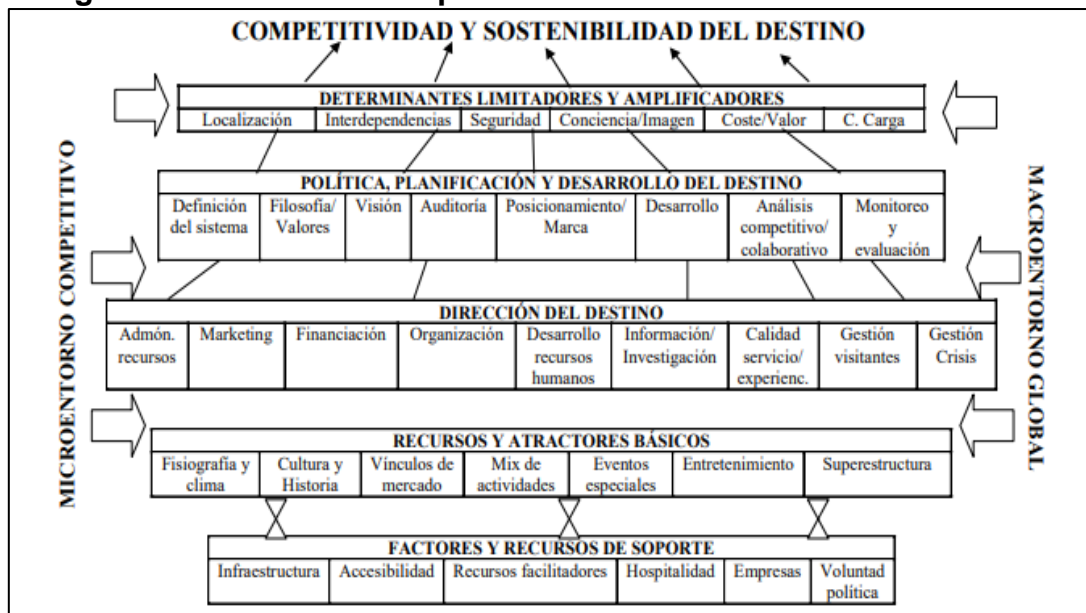 COMPETITIVIDAD Y SOSTENIBILIDAD DEL DESTINO
DETERMINANTES LIMITADORES Y AMPLIFICADORES
Localización Interdependencias Seguridad Conciencia/Imagen Coste/Valor C. Carga
POLÍTICA, PLANIFICACIÓN Y DESARROLLO DEL DESTINO
Definición del sistema
Filosofía/ Valores
Visión
Auditoría
Posicionamiento/ Marca
Desarrollo
Análisis competitivo/ colaborativo
Monitoreo y evaluación
DIRECCIÓN DEL DESTINO
Admón. recursos
Marketing
Financiación
Organización
Desarrollo recursos humanos
Información/ Investigación
Calidad servicio/ experienc.
Gestión visitantes
Gestión Crisis
RECURSOS Y ATRACTORES BÁSICOS
Fisiografía y clima
Cultura y Historia
Vínculos de mercado
Mix de actividades
Eventos especiales
Entretenimiento
Superestructura
FACTORES Y RECURSOS DE SOPORTE
Infraestructura
Accesibilidad
Recursos facilitadores
Hospitalidad
Empresas
Voluntad política
MICROENTORNO COMPETITIVO
MACROENTORNO GLOBAL